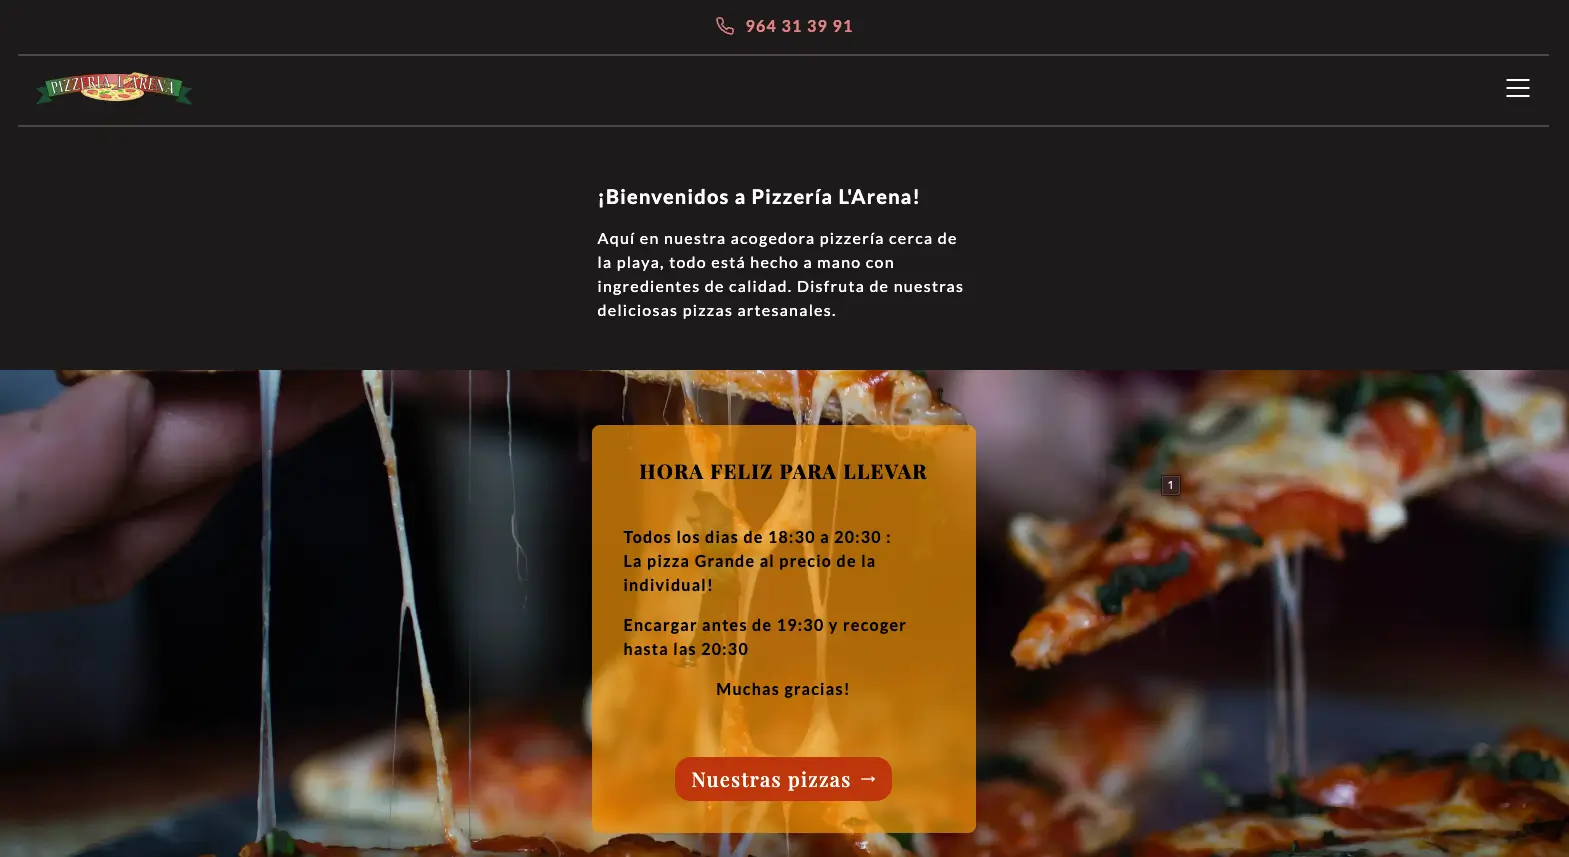 964 31 39 91
PIZZERIA L'ARENA
¡Bienvenidos a Pizzería L'Arena!
Aquí en nuestra acogedora pizzería cerca de
la playa, todo está hecho a mano con
ingredientes de calidad. Disfruta de nuestras
deliciosas pizzas artesanales.
HORA FELIZ PARA LLEVAR
1
Todos los dias de 18:30 a 20:30 :
La pizza Grande al precio de la
individual!
Encargar antes de 19:30 y recoger
hasta las 20:30
Muchas gracias!
Nuestras pizzas →